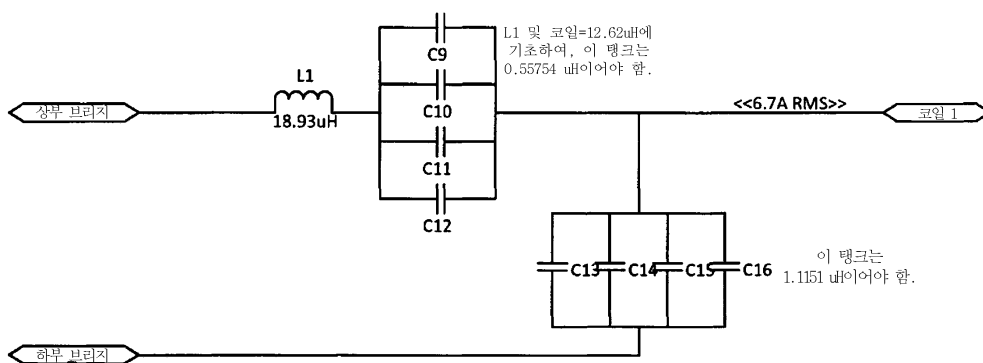 L1 및 코일=12.62uH에
기초하여, 이 탱크는
0.55754 uH이어야 함.
C9
L1
18.93uH
상부 브리지
C10
<<6.7A RMS>>
코일 1
C11
C12
C13
C14
C15
C16
이 탱크는
1.1151 uH이어야 함.
하부 브리지